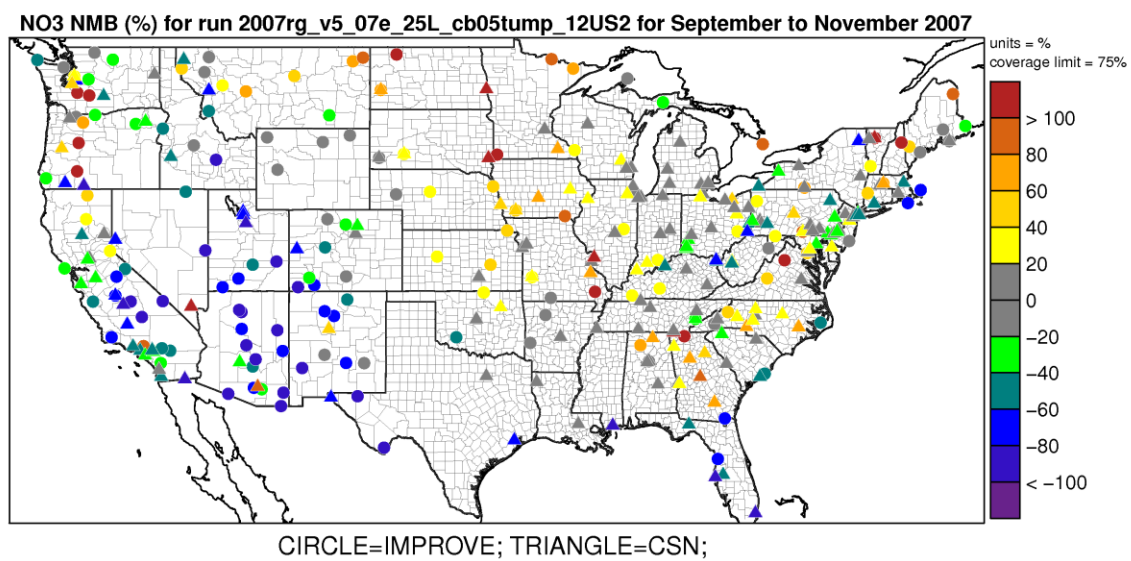 NO3 NMB (%) for run 2007rg_v5_07e_25L_cb05tump_12US2 for September to November 2007
units = %
coverage limit = 75%
> 100
80
60
40
20
0
−20
−40
−60
−80
< −100
CIRCLE=IMPROVE; TRIANGLE=CSN;